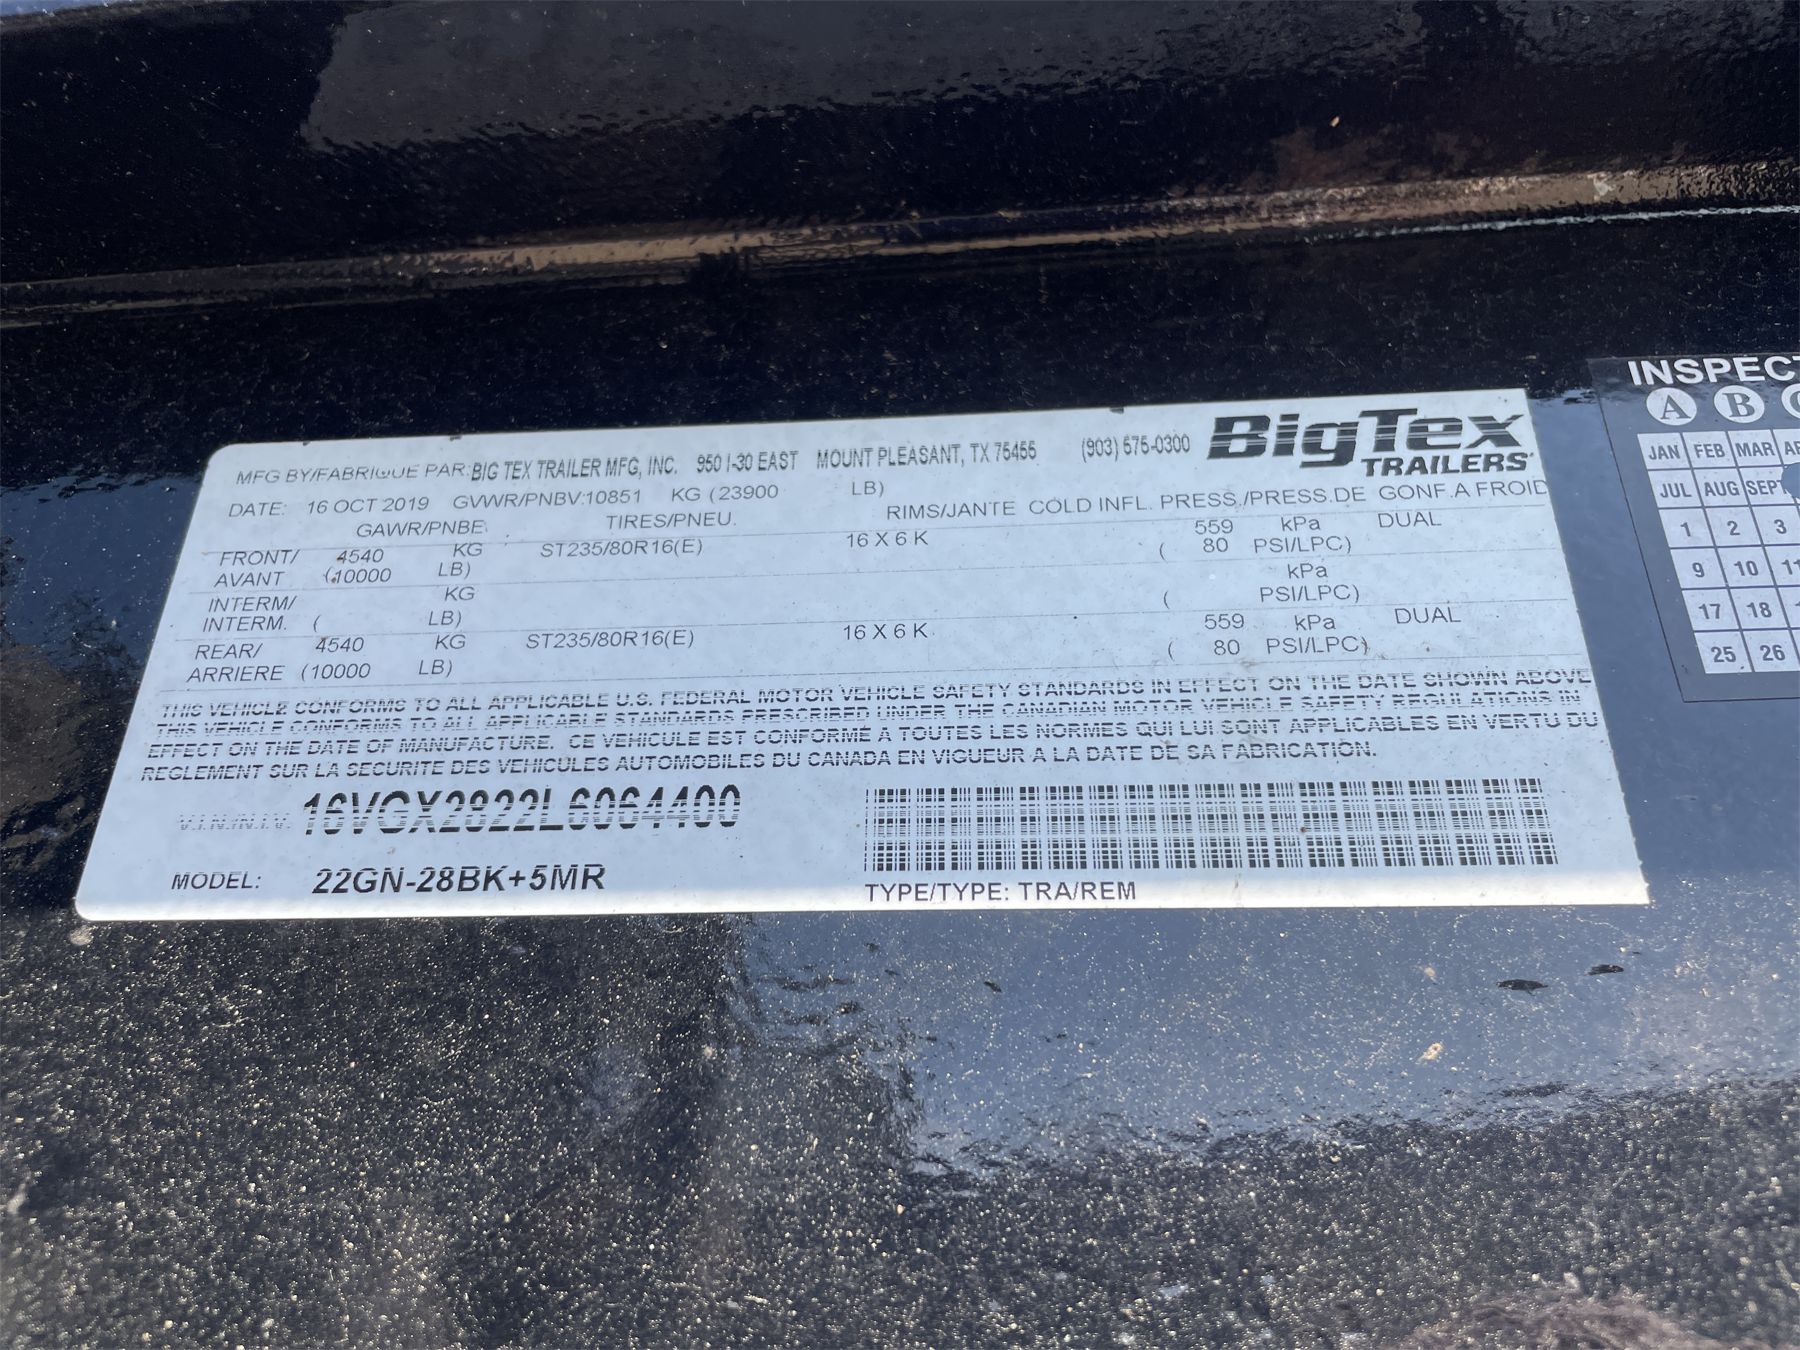 MFG BY/FABRIQUE PAR: BIG TEX TRAILER MFG, INC. 950 I-30 EAST MOUNT PLEASANT, TX 75455 (903) 575-0300 BigTex TRAILERS
DATE: 16 OCT 2019 GVWR/PNBV:10851 KG (23900 LB)
GAWR/PNBE TIRES/PNEU. RIMS/JANTE COLD INFL. PRESS./PRESS.DE GONF.A FROID
FRONT/ 4540 KG ST235/80R16(E) 16 X 6 K 559 kPa DUAL
AVANT (10000 LB) ( 80 PSI/LPC)
INTERM/ KG kPa
INTERM. ( LB) ( PSI/LPC)
REAR/ 4540 KG ST235/80R16(E) 16 X 6 K 559 kPa DUAL
ARRIERE (10000 LB) ( 80 PSI/LPC)
THIS VEHICLE CONFORMS TO ALL APPLICABLE U.S. FEDERAL MOTOR VEHICLE SAFETY STANDARDS IN EFFECT ON THE DATE SHOWN ABOVE
THIS VEHICLE CONFORMS TO ALL APPLICABLE STANDARDS PRESCRIBED UNDER THE CANADIAN MOTOR VEHICLE SAFETY REGULATIONS IN
EFFECT ON THE DATE OF MANUFACTURE. CE VEHICULE EST CONFORME A TOUTES LES NORMES QUI LUI SONT APPLICABLES EN VERTU DU
REGLEMENT SUR LA SECURITE DES VEHICULES AUTOMOBILES DU CANADA EN VIGUEUR A LA DATE DE SA FABRICATION.
V.I.N./N.I.V. 16VGX2822L6064400
MODEL: 22GN-28BK+5MR
TYPE/TYPE: TRA/REM
INSPECT
A B
JAN FEB MAR
JUL AUG SEPT
1 2 3
9 10 11
17 18
25 26